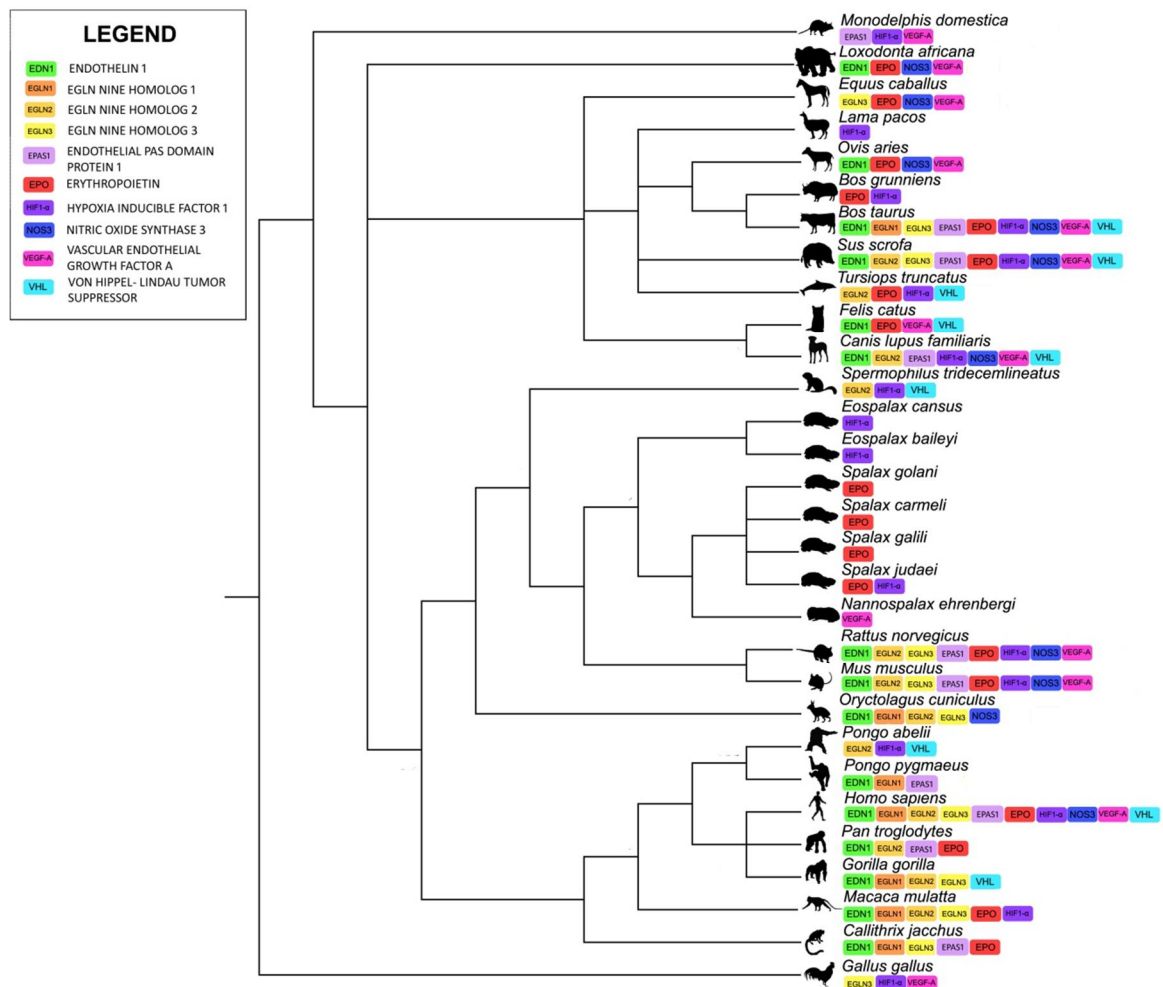 LEGEND
EDN1 ENDOTHELIN 1
EGLN1 EGLN NINE HOMOLOG 1
EGLN2 EGLN NINE HOMOLOG 2
EGLN3 EGLN NINE HOMOLOG 3
EPAS1 ENDOTHELIAL PAS DOMAIN
PROTEIN 1
EPO ERYTHROPOIETIN
HIF1-α HYPOXIA INDUCIBLE FACTOR 1
NOS3 NITRIC OXIDE SYNTHASE 3
VEGF-A VASCULAR ENDOTHELIAL
GROWTH FACTOR A
VHL VON HIPPEL- LINDAU TUMOR
SUPPRESSOR
Monodelphis domestica
EPAS1 HIF1-α VEGF-A
Loxodonta africana
EDN1 EPO NOS3 VEGF-A
Equus caballus
EGLN3 EPO NOS3 VEGF-A
Lama pacos
HIF1-α
Ovis aries
EDN1 EPO NOS3 VEGF-A
Bos grunniens
EPO HIF1-α
Bos taurus
EDN1 EGLN1 EGLN3 EPAS1 EPO HIF1-α NOS3 VEGF-A VHL
Sus scrofa
EDN1 EGLN2 EGLN3 EPAS1 EPO HIF1-α NOS3 VEGF-A VHL
Tursiops truncatus
EGLN2 EPO HIF1-α VHL
Felis catus
EDN1 EPO VEGF-A VHL
Canis lupus familiaris
EDN1 EGLN2 EPAS1 HIF1-α NOS3 VEGF-A VHL
Spermophilus tridecemlineatus
EGLN2 HIF1-α VHL
Eospalax cansus
HIF1-α
Eospalax baileyi
HIF1-α
Spalax golani
EPO
Spalax carmeli
EPO
Spalax galili
EPO
Spalax judaei
EPO HIF1-α
Nannospalax ehrenbergi
VEGF-A
Rattus norvegicus
EDN1 EGLN2 EGLN3 EPAS1 EPO HIF1-α NOS3 VEGF-A
Mus musculus
EDN1 EGLN2 EGLN3 EPAS1 EPO HIF1-α NOS3 VEGF-A
Oryctolagus cuniculus
EDN1 EGLN1 EGLN2 EGLN3 NOS3
Pongo abelii
EGLN2 HIF1-α VHL
Pongo pygmaeus
EDN1 EGLN1 EPAS1
Homo sapiens
EDN1 EGLN1 EGLN2 EGLN3 EPAS1 EPO HIF1-α NOS3 VEGF-A VHL
Pan troglodytes
EDN1 EGLN2 EPAS1 EPO
Gorilla gorilla
EDN1 EGLN1 EGLN2 EGLN3 VHL
Macaca mulatta
EDN1 EGLN1 EGLN2 EGLN3 EPO HIF1-α
Callithrix jacchus
EDN1 EGLN1 EGLN3 EPAS1 EPO
Gallus gallus
EGLN3 HIF1-α VEGF-A